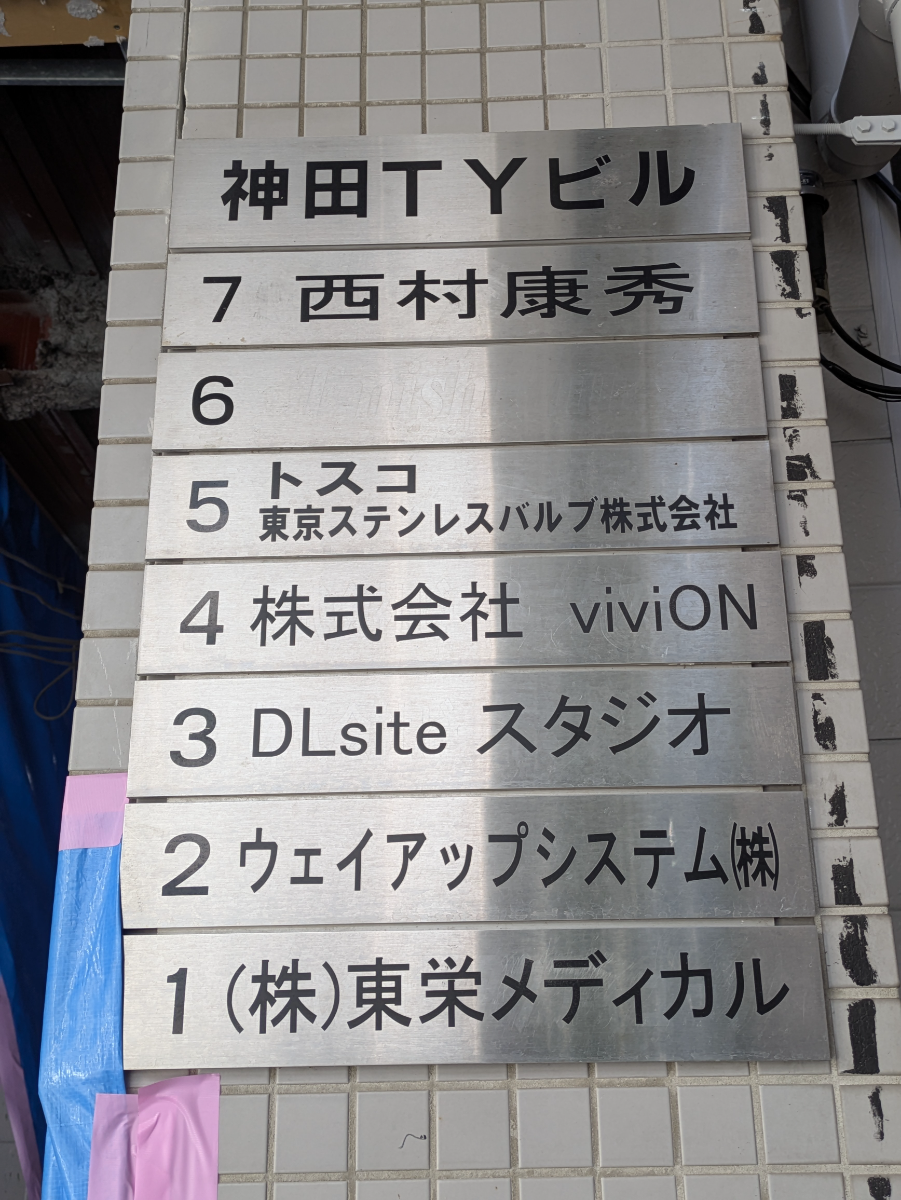 神田TYビル
7 西村康秀
6
5 トスコ
東京ステンレスバルブ株式会社
4 株式会社 viviON
3 DLsite スタジオ
2 ウェイアップシステム㈱
1 (株)東栄メディカル